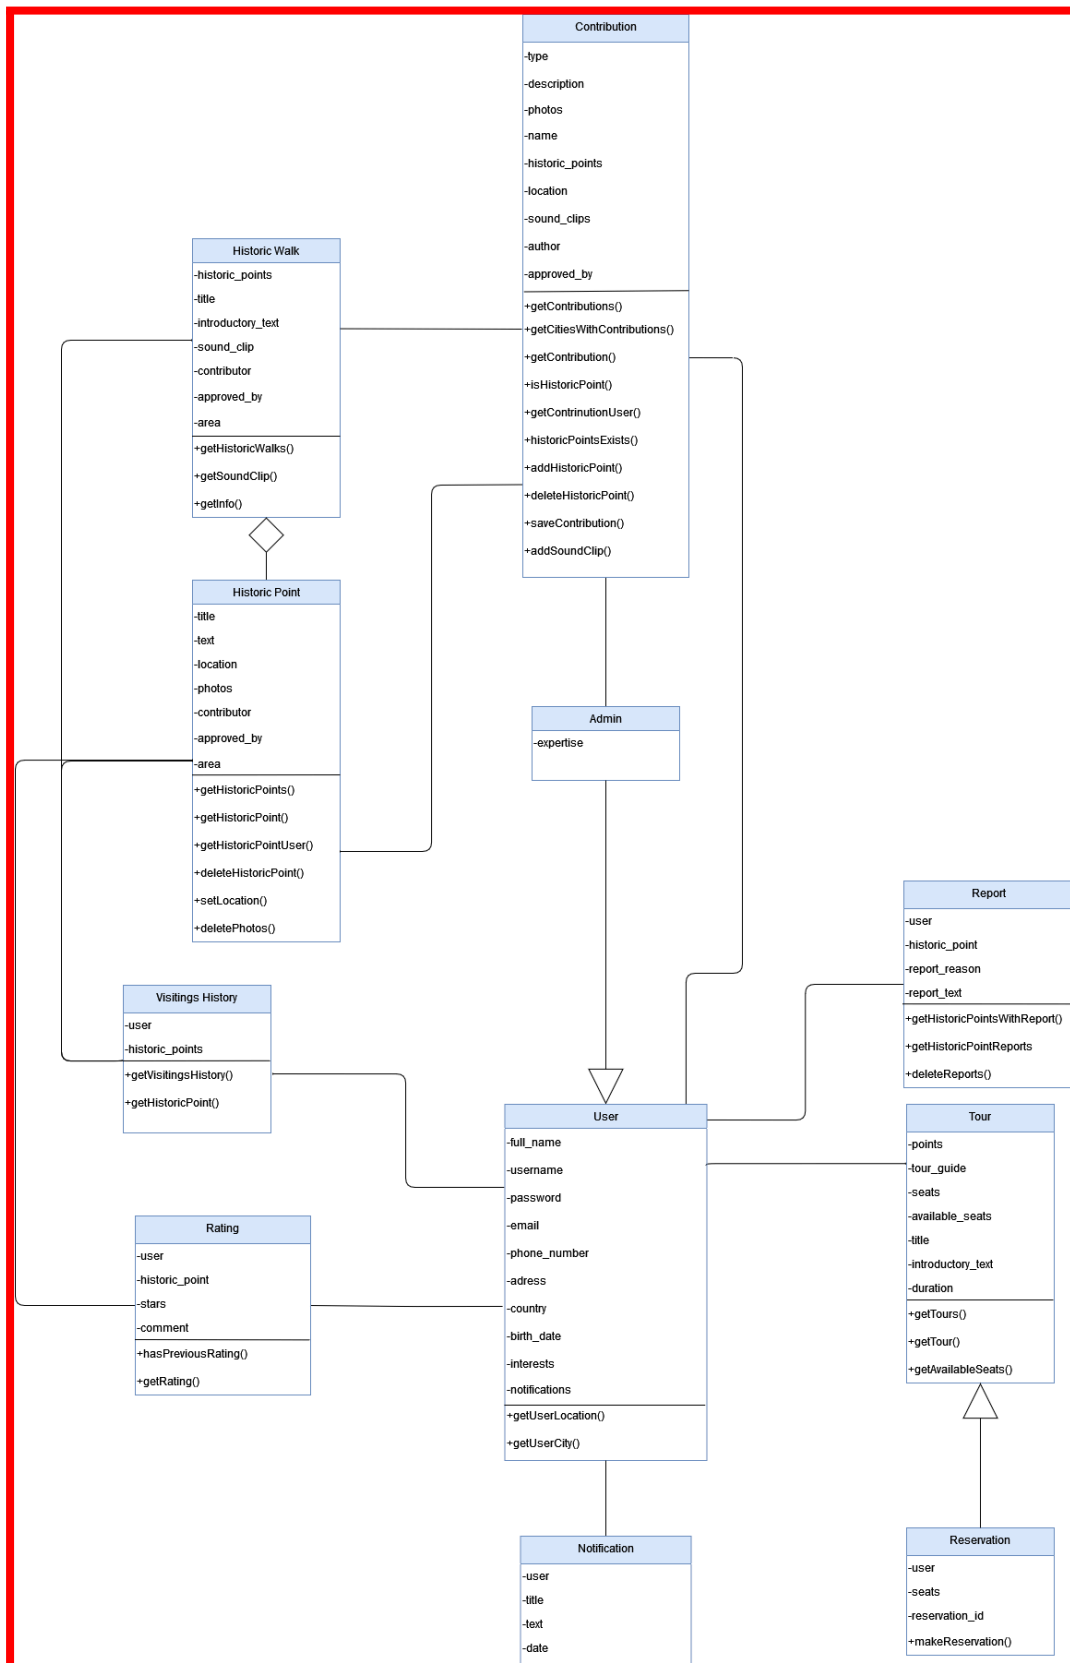 Contribution
-type
-description
-photos
-name
-historic_points
-location
-sound_clips
-author
-approved_by
+getContributions()
+getCitiesWithContributions()
+getContribution()
+isHistoricPoint()
+getContrinutionUser()
+historicPointsExists()
+addHistoricPoint()
+deleteHistoricPoint()
+saveContribution()
+addSoundClip()
Historic Walk
-historic_points
-title
-introductory_text
-sound_clip
-contributor
-approved_by
-area
+getHistoricWalks()
+getSoundClip()
+getInfo()
Historic Point
-title
-text
-location
-photos
-contributor
-approved_by
-area
+getHistoricPoints()
+getHistoricPoint()
+getHistoricPointUser()
+deleteHistoricPoint()
+setLocation()
+deletePhotos()
Admin
-expertise
Report
-user
-historic_point
-report_reason
-report_text
+getHistoricPointsWithReport()
+getHistoricPointReports
+deleteReports()
Visitings History
-user
-historic_points
+getVisitingsHistory()
+getHistoricPoint()
User
-full_name
-username
-password
-email
-phone_number
-adress
-country
-birth_date
-interests
-notifications
+getUserLocation()
+getUserCity()
Tour
-points
-tour_guide
-seats
-available_seats
-title
-introductory_text
-duration
+getTours()
+getTour()
+getAvailableSeats()
Rating
-user
-historic_point
-stars
-comment
+hasPreviousRating()
+getRating()
Notification
-user
-title
-text
-date
Reservation
-user
-seats
-reservation_id
+makeReservation()